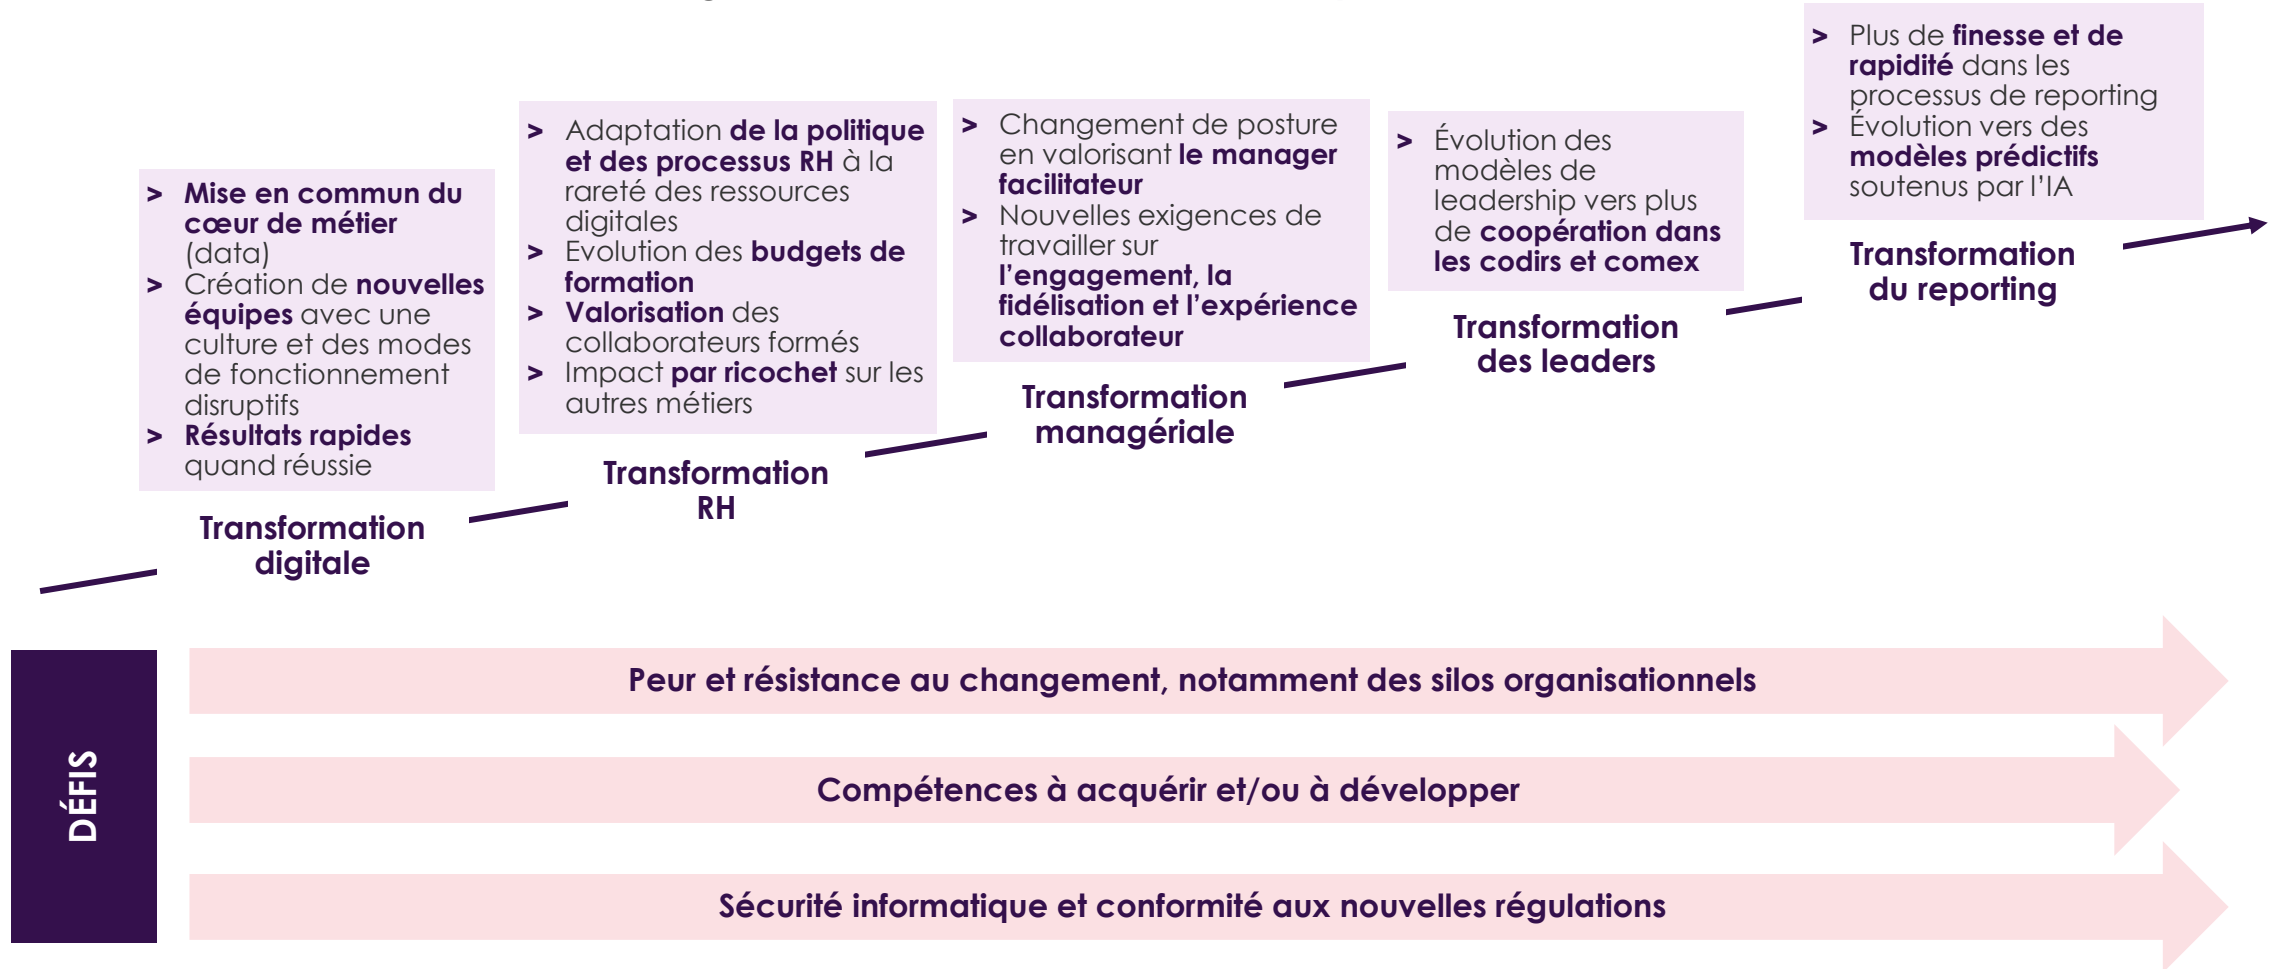 > Mise en commun du
cœur de métier
(data)
> Création de nouvelles
équipes avec une
culture et des modes
de fonctionnement
disruptifs
> Résultats rapides
quand réussie
Transformation
digitale
> Adaptation de la politique
et des processus RH à la
rareté des ressources
digitales
> Evolution des budgets de
formation
> Valorisation des
collaborateurs formés
> Impact par ricochet sur les
autres métiers
Transformation
RH
> Changement de posture
en valorisant le manager
facilitateur
> Nouvelles exigences de
travailler sur
l’engagement, la
fidélisation et l’expérience
collaborateur
Transformation
managériale
> Évolution des
modèles de
leadership vers plus
de coopération dans
les codirs et comex
Transformation
des leaders
> Plus de finesse et de
rapidité dans les
processus de reporting
> Évolution vers des
modèles prédictifs
soutenus par l’IA
Transformation
du reporting
DÉFIS
Peur et résistance au changement, notamment des silos organisationnels
Compétences à acquérir et/ou à développer
Sécurité informatique et conformité aux nouvelles régulations